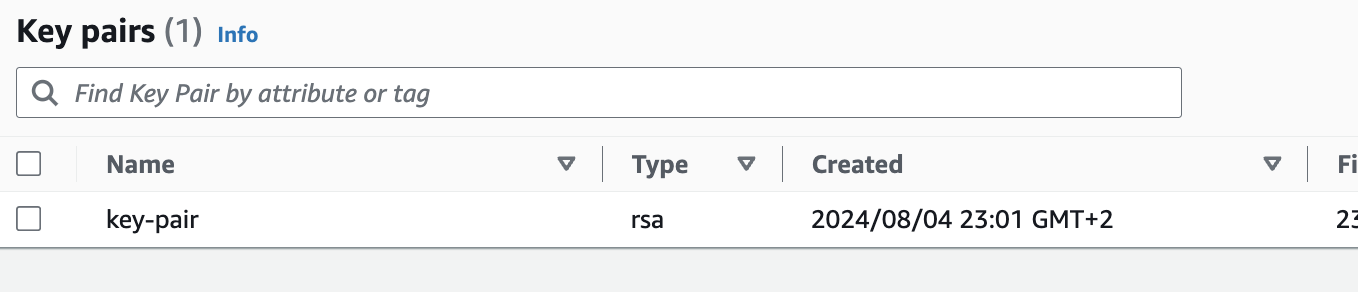 Key pairs (1) Info
Find Key Pair by attribute or tag
Name Type Created Fi
key-pair rsa 2024/08/04 23:01 GMT+2 23